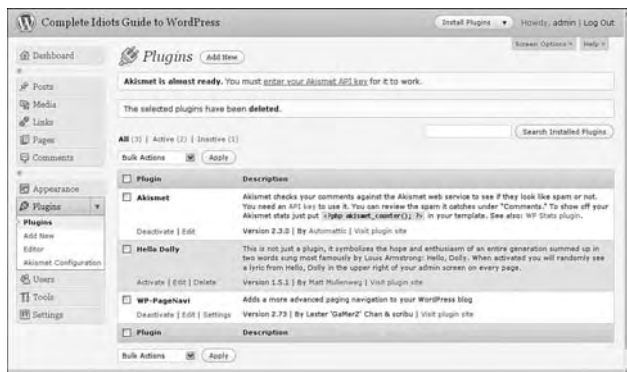 Complete Idiots Guide to WordPress
Install Plugins
Howdy, admin | Log Out
Screen Options
Help
Dashboard
Posts
Media
Links
Pages
Comments
Appearance
Plugins
Plugins
Add New
Editor
Akismet Configuration
Users
Tools
Settings
Plugins
Add New
Akismet is almost ready. You must enter your Akismet API key for it to work.
The selected plugins have been deleted.
All (3) | Active (2) | Inactive (1)
Search Installed Plugins
Bulk Actions
Apply
Plugin Description
Akismet
Akismet checks your comments against the Akismet web service to see if they look like spam or not.
You need an API key to use it. You can review the spam it catches under "Comments." To show off your
Akismet stats just put <?php akismet_counter(); ?> in your template. See also: WP Stats plugin.
Deactivate | Edit
Version 2.3.0 | By Automattic | Visit plugin site
Hello Dolly
This is not just a plugin, it symbolizes the hope and enthusiasm of an entire generation summed up in
two words sung most famously by Louis Armstrong: Hello, Dolly. When activated you will randomly see
a lyric from Hello, Dolly in the upper right of your admin screen on every page.
Activate | Edit | Delete
Version 1.5.1 | By Matt Mullenweg | Visit plugin site
WP-PageNavi
Adds a more advanced paging navigation to your WordPress blog
Deactivate | Edit | Settings
Version 2.73 | By Lester 'GaMerZ' Chan & scribu | Visit plugin site
Plugin Description
Bulk Actions
Apply